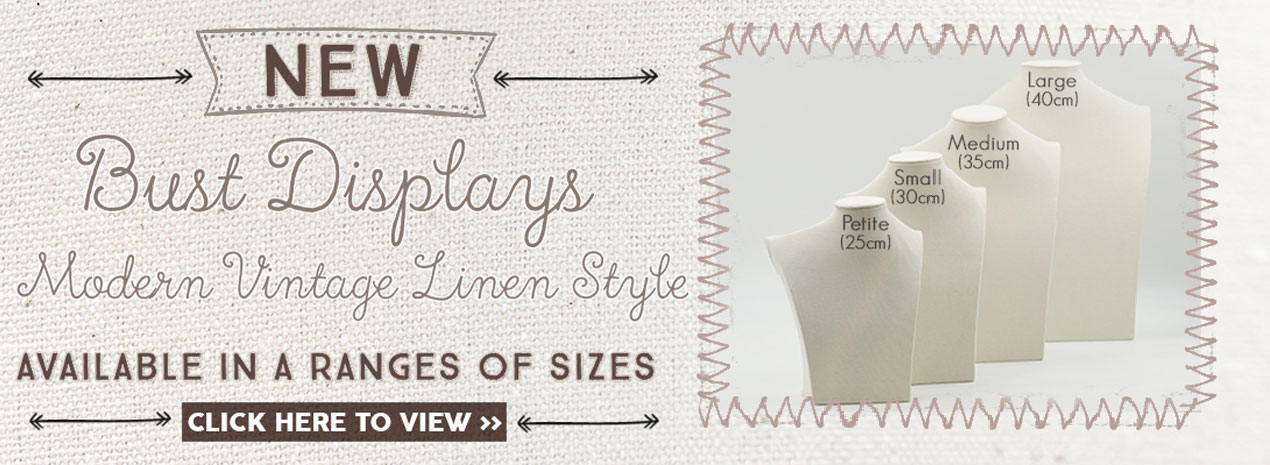 NEW
Bust Displays
Modern Vintage Linen Style
AVAILABLE IN A RANGES OF SIZES
CLICK HERE TO VIEW >>
Large
(40cm)
Medium
(35cm)
Small
(30cm)
Petite
(25cm)